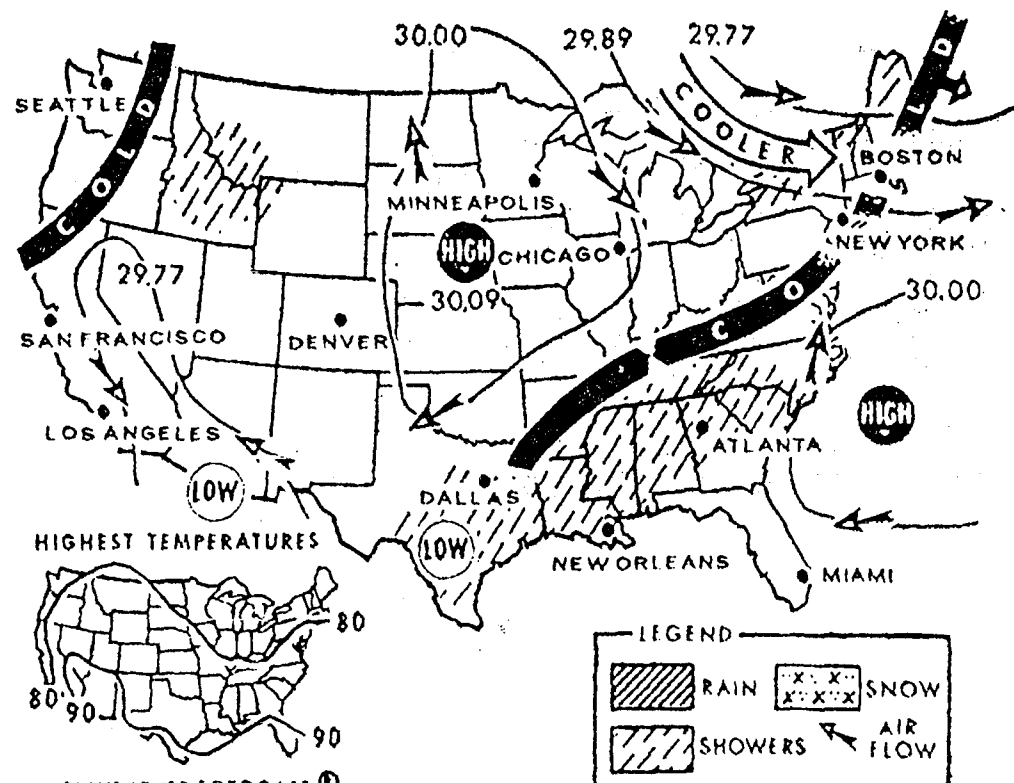 30.00 29.89 29.77
COLD
SEATTLE
COLD
COOLER
BOSTON
MINNEAPOLIS
HIGH
CHICAGO
NEW YORK
29.77
30.09
30.00
SAN FRANCISCO
DENVER
HIGH
LOS ANGELES
ATLANTA
LOW
DALLAS
LOW
NEW ORLEANS
MIAMI
HIGHEST TEMPERATURES
80
80 90
90
LEGEND
RAIN
SNOW
SHOWERS
AIR
FLOW